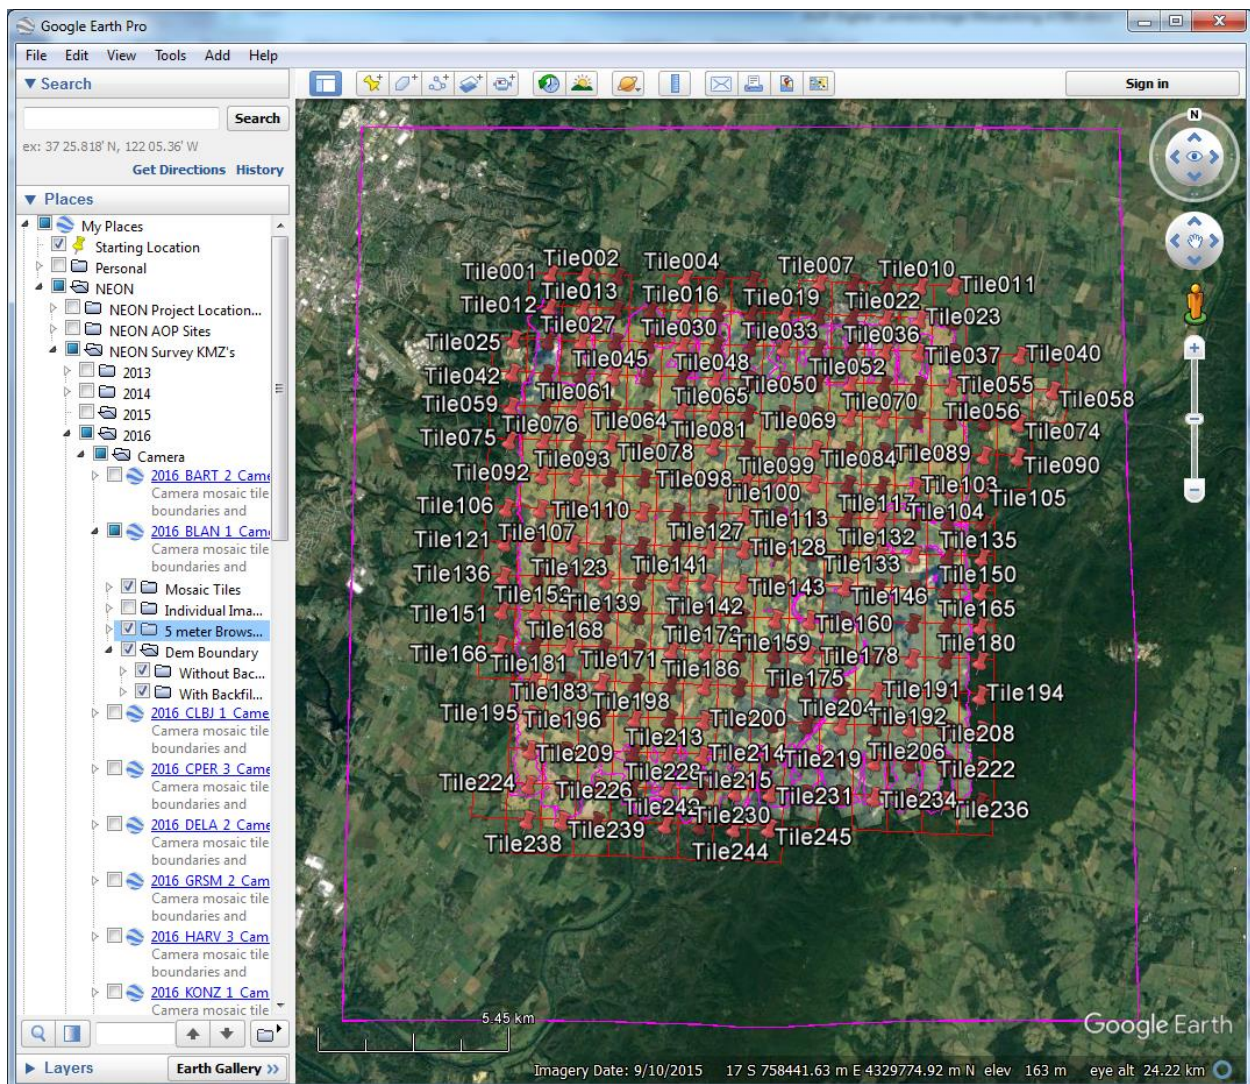 Google Earth Pro
File Edit View Tools Add Help
Search
Sign in
Search
ex: 37 25.818' N, 122 05.36' W
Get Directions History
Places
My Places
Starting Location
Personal
NEON
NEON Project Location...
NEON AOP Sites
NEON Survey KMZ's
2013
2014
2015
2016
Camera
2016 BART 2 Came
Camera mosaic tile
boundaries and
2016 BLAN 1 Cam
Camera mosaic tile
boundaries and
Mosaic Tiles
Individual Ima...
5 meter Brows...
Dem Boundary
Without Bac...
With Backfil...
2016 CLBJ 1 Came
Camera mosaic tile
boundaries and
2016 CPER 3 Came
Camera mosaic tile
boundaries and
2016 DELA 2 Came
Camera mosaic tile
boundaries and
2016 GRSM 2 Cam
Camera mosaic tile
boundaries and
2016 HARV 3 Cam
Camera mosaic tile
boundaries and
2016 KONZ 1 Cam
Camera mosaic tile
Layers
Earth Gallery >>
N
Tile001 Tile002 Tile004 Tile007 Tile010 Tile011
Tile012 Tile013 Tile016 Tile019 Tile022 Tile023
Tile025 Tile027 Tile030 Tile033 Tile036 Tile037 Tile040
Tile042 Tile045 Tile048 Tile050 Tile052 Tile055 Tile058
Tile059 Tile061 Tile064 Tile065 Tile069 Tile070 Tile056 Tile074
Tile075 Tile076 Tile078 Tile081 Tile084 Tile089 Tile090
Tile092 Tile093 Tile098 Tile099 Tile100 Tile103 Tile105
Tile106 Tile107 Tile110 Tile113 Tile117 Tile104
Tile121 Tile123 Tile127 Tile128 Tile132 Tile133 Tile135
Tile136 Tile139 Tile141 Tile142 Tile143 Tile146 Tile150
Tile151 Tile153 Tile159 Tile160 Tile165
Tile166 Tile168 Tile171 Tile173 Tile175 Tile178 Tile180
Tile181 Tile183 Tile186 Tile191 Tile194
Tile195 Tile196 Tile198 Tile200 Tile204 Tile192 Tile208
Tile209 Tile213 Tile214 Tile219 Tile206 Tile222
Tile224 Tile226 Tile228 Tile215 Tile231 Tile234 Tile236
Tile238 Tile239 Tile242 Tile230 Tile244 Tile245
5.45 km
Google Earth
Imagery Date: 9/10/2015 17 S 758441.63 m E 4329774.92 m N elev 163 m eye alt 24.22 km